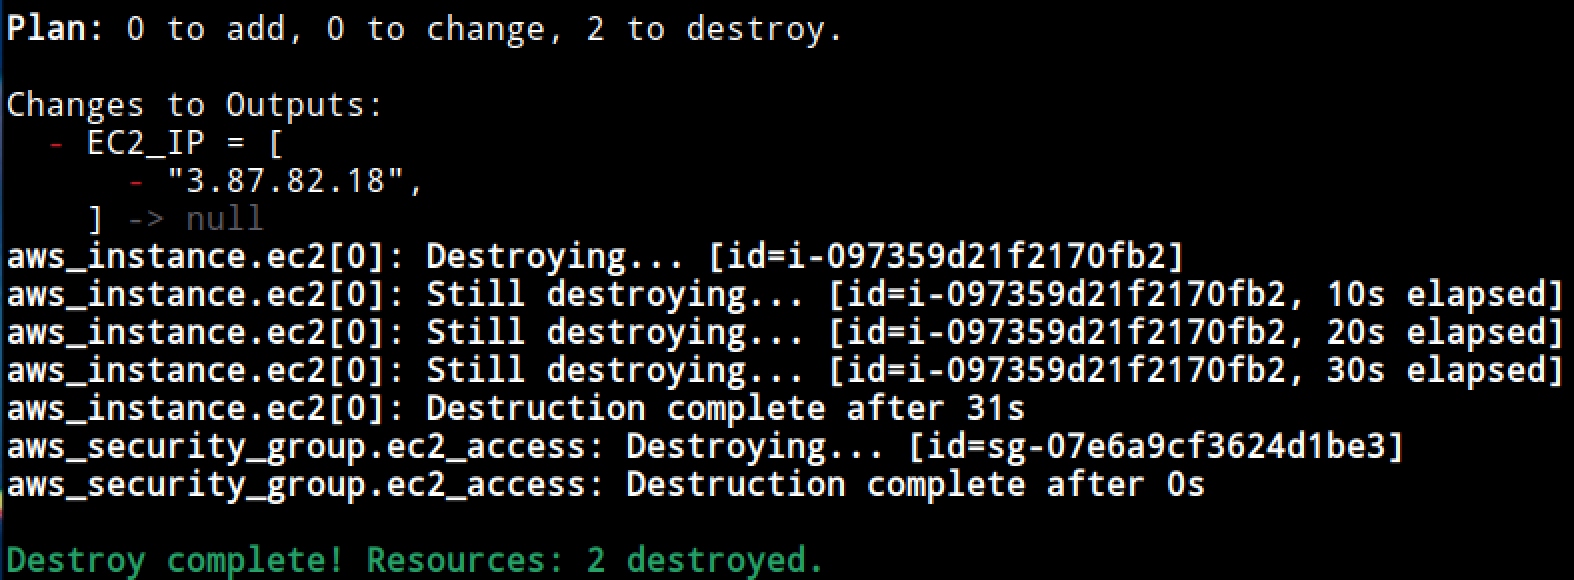 Plan: 0 to add, 0 to change, 2 to destroy.
Changes to Outputs:
- EC2_IP = [
- "3.87.82.18",
] -> null
aws_instance.ec2[0]: Destroying... [id=i-097359d21f2170fb2]
aws_instance.ec2[0]: Still destroying... [id=i-097359d21f2170fb2, 10s elapsed]
aws_instance.ec2[0]: Still destroying... [id=i-097359d21f2170fb2, 20s elapsed]
aws_instance.ec2[0]: Still destroying... [id=i-097359d21f2170fb2, 30s elapsed]
aws_instance.ec2[0]: Destruction complete after 31s
aws_security_group.ec2_access: Destroying... [id=sg-07e6a9cf3624d1be3]
aws_security_group.ec2_access: Destruction complete after 0s
Destroy complete! Resources: 2 destroyed.